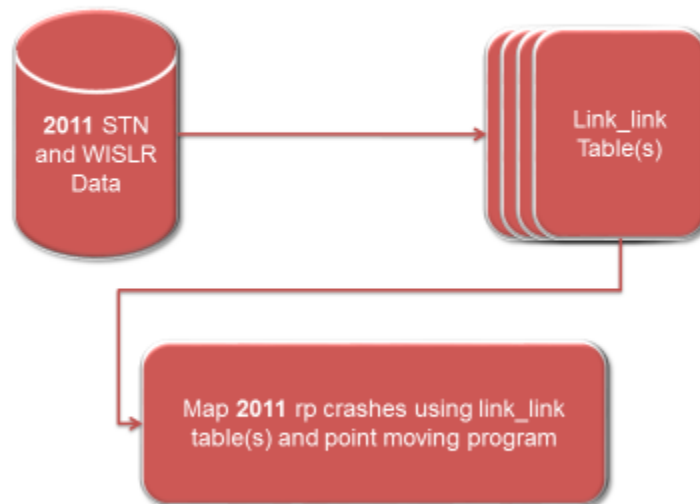 2011 STN
and WISLR
Data
Link_link
Table(s)
Map 2011 rp crashes using link_link
table(s) and point moving program